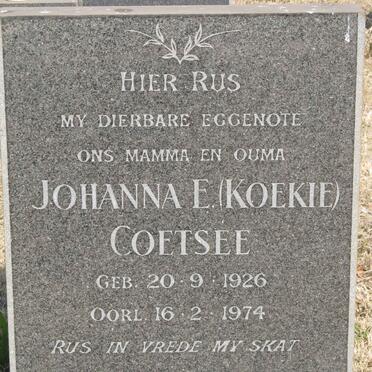 HIER RUS
MY DIERBARE EGGENOTE
ONS MAMMA EN OUMA
JOHANNA E. (KOEKIE)
COETSEE
GEB. 20 · 9 · 1926
OORL. 16 · 2 · 1974
RUS IN VREDE MY SKAT